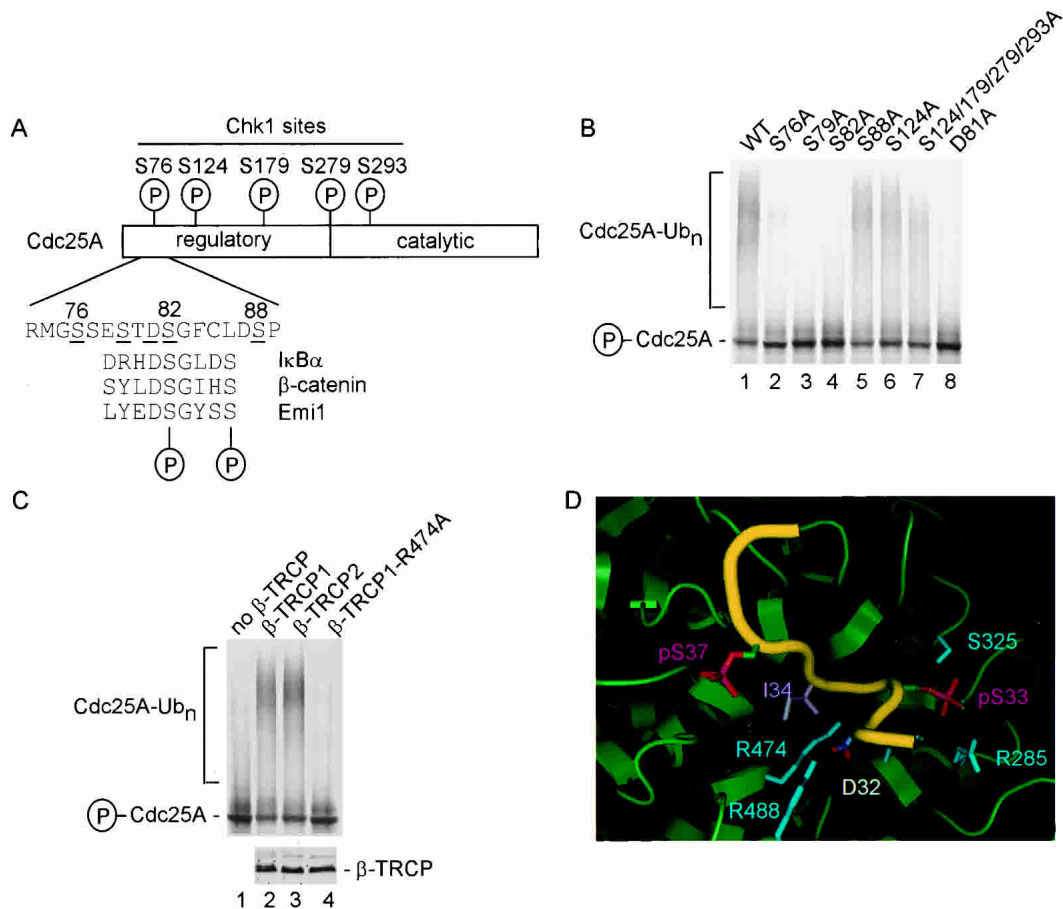 A
Chk1 sites
S76 S124 S179 S279 S293
P P P P P
Cdc25A regulatory catalytic
76 82 88
RMGSSESTDSGFCLDSP
DRHDSGLDS IκBα
SYLDSGIHS β-catenin
LYEDSGYSS Emi1
P P
B
WT S76A S79A S82A S88A S124A S124/179/279/293A D81A
Cdc25A-Ubn
P-Cdc25A -
1 2 3 4 5 6 7 8
C
no β-TRCP β-TRCP1 β-TRCP2 β-TRCP1-R474A
Cdc25A-Ubn
P-Cdc25A -
- β-TRCP
1 2 3 4
D
S325
pS37
I34
pS33
R474
R285
D32
R488